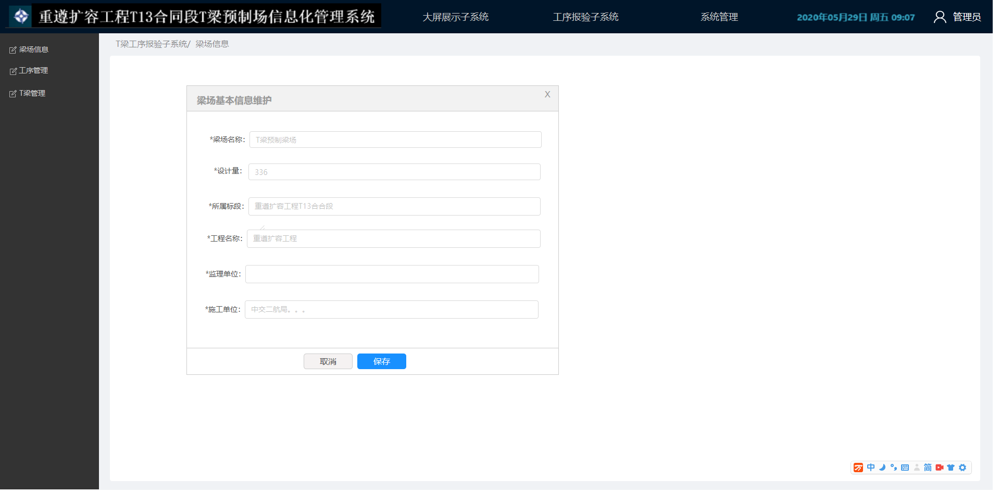 重遵扩容工程T13合同段T梁预制场信息化管理系统
大屏展示子系统
工序报验子系统
系统管理
2020年05月29日 周五 09:07
管理员
梁场信息
工序管理
T梁管理
T梁工序报验子系统/ 梁场信息
梁场基本信息维护
X
*梁场名称: T梁预制梁场
*设计量: 336
*所属标段: 重遵扩容工程T13合合段
*工程名称: 重遵扩容工程
*监理单位:
*施工单位: 中交二航局。。。
取消
保存
中
简